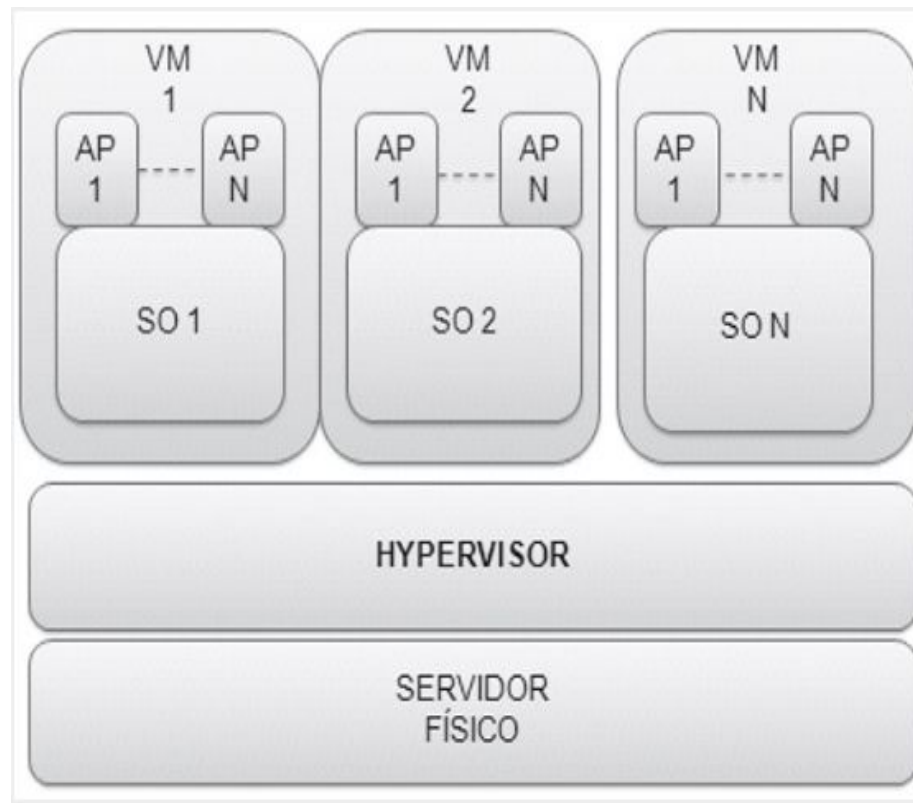 VM
1
AP
1
AP
N
SO 1
VM
2
AP
1
AP
N
SO 2
VM
N
AP
1
AP
N
SO N
HYPERVISOR
SERVIDOR
FÍSICO